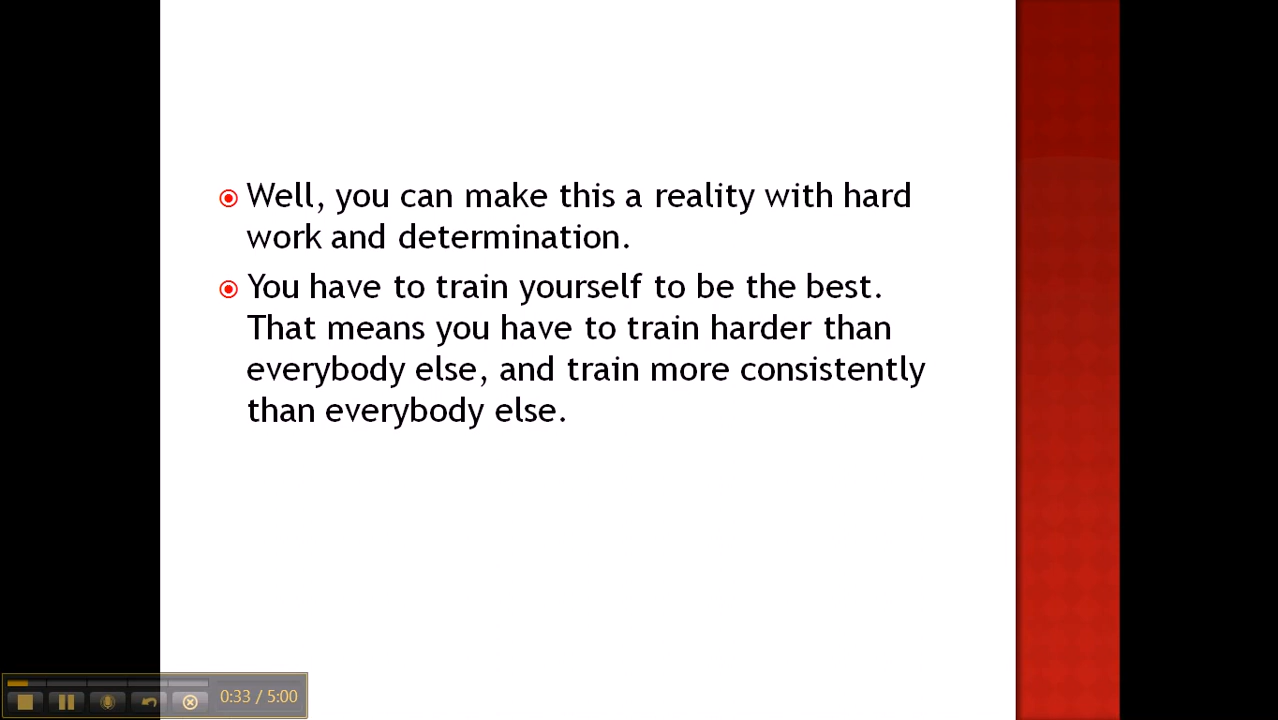 Well, you can make this a reality with hard
work and determination.
You have to train yourself to be the best.
That means you have to train harder than
everybody else, and train more consistently
than everybody else.
0:33 / 5:00